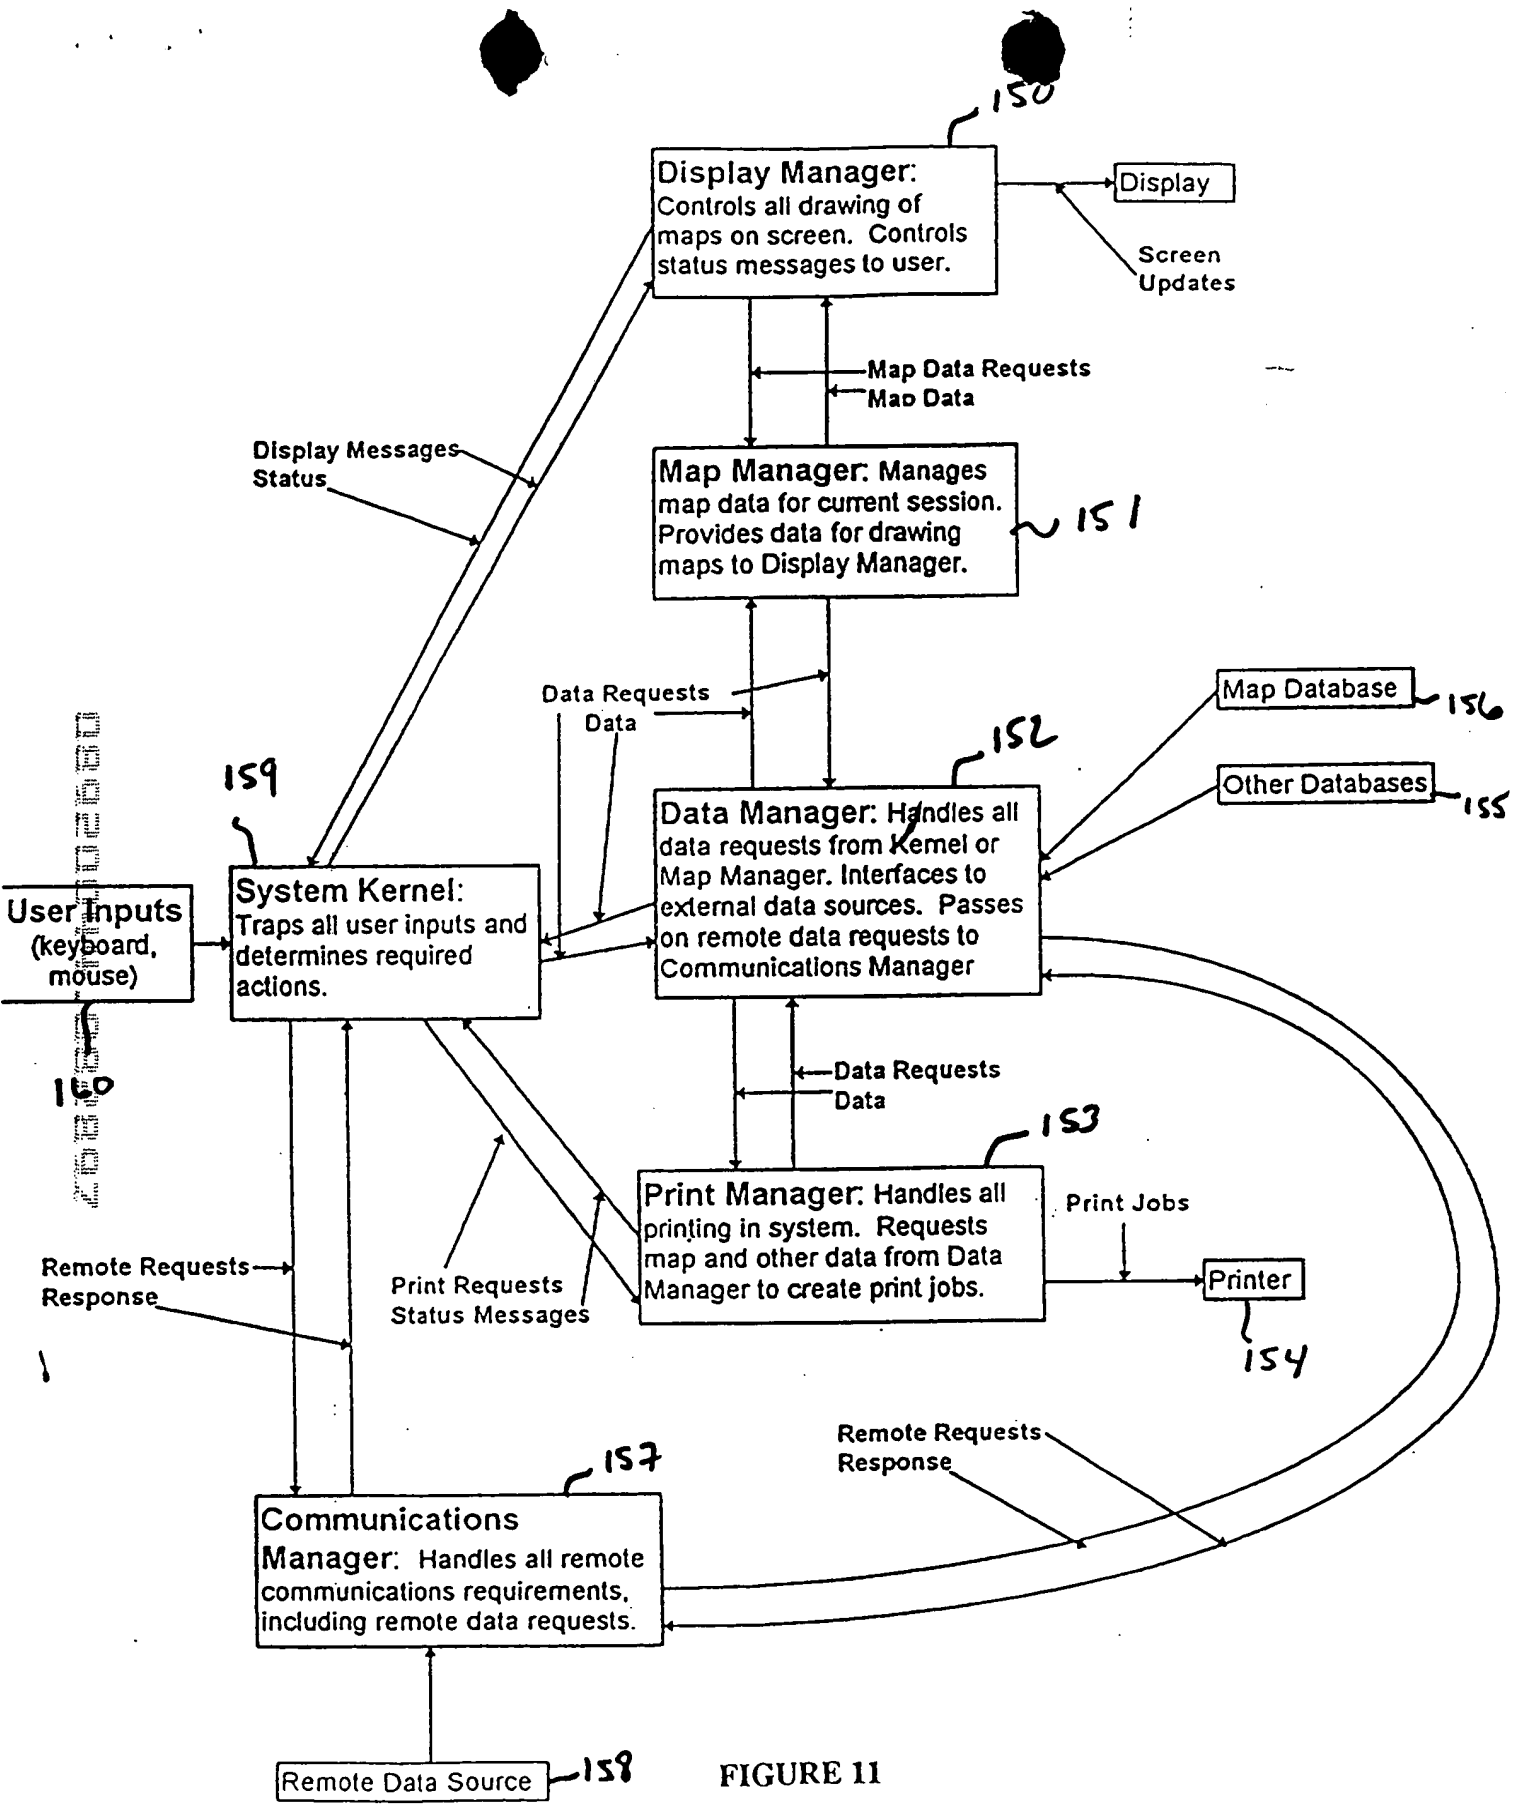 150
Display Manager:
Controls all drawing of
maps on screen. Controls
status messages to user.
Display
Screen
Updates
Map Data Requests
Map Data
Display Messages
Status
Map Manager: Manages
map data for current session.
Provides data for drawing
maps to Display Manager.
151
Data Requests
Data
Map Database
156
152
159
Other Databases
155
Data Manager: Handles all
data requests from Kernel or
Map Manager. Interfaces to
external data sources. Passes
on remote data requests to
Communications Manager
System Kernel:
Traps all user inputs and
determines required
actions.
User Inputs
(keyboard,
mouse)
160
Data Requests
Data
153
Print Manager: Handles all
printing in system. Requests
map and other data from Data
Manager to create print jobs.
Print Jobs
Printer
154
Remote Requests
Response
Print Requests
Status Messages
Remote Requests
Response
157
Communications
Manager: Handles all remote
communications requirements,
including remote data requests.
Remote Data Source
158
FIGURE 11